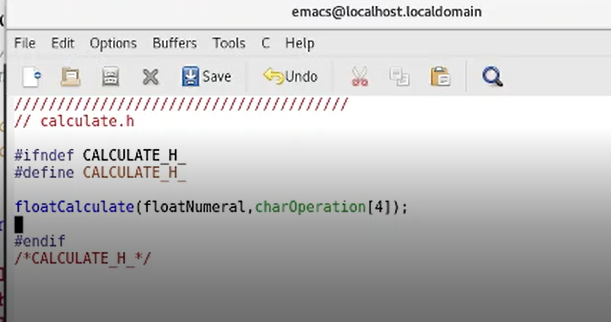 emacs@localhost.localdomain
File Edit Options Buffers Tools C Help
Save Undo
///////////////////////////////////////
// calculate.h
#ifndef CALCULATE_H_
#define CALCULATE_H_
floatCalculate(floatNumeral,charOperation[4]);
#endif
/*CALCULATE_H_*/